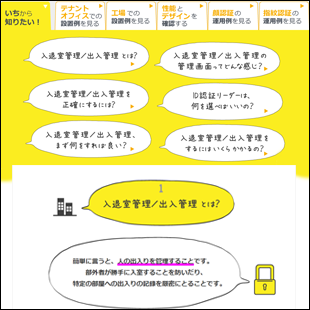 いちから
知りたい!
テナント
オフィスでの
設置例を見る
工場での
設置例を見る
性能と
デザインを
確認する
顔認証の
運用例を見る
指紋認証の
運用例を見る
入退室管理/出入管理 とは?
入退室管理/出入管理の
管理画面ってどんな感じ?
入退室管理/出入管理を
正確にするには?
ID認証リーダーは、
何を選べばいいの?
入退室管理/出入管理、
まず何をすれば良い?
入退室管理/出入管理を
するにはいくらかかるの?
1
入退室管理/出入管理 とは?
簡単に言うと、人の出入りを管理することです。
部外者が勝手に入室することを防いだり、
特定の部屋への出入りの記録を厳密にとることです。